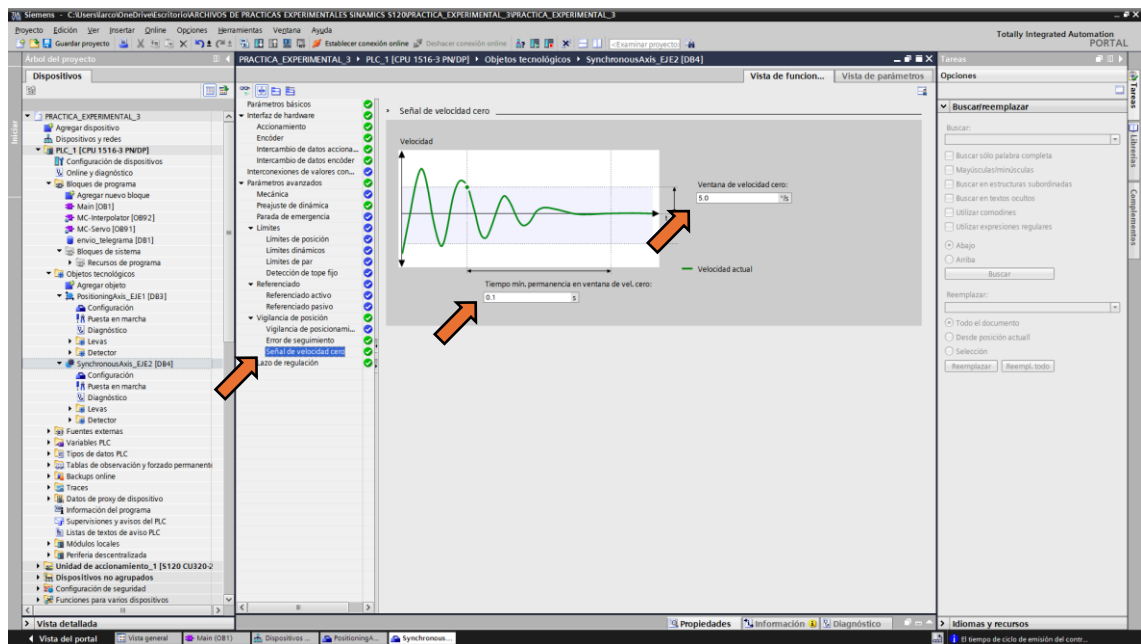 Siemens - C:\Users\larco\OneDrive\Escritorio\ARCHIVOS DE PRACTICAS EXPERIMENTALES SINAMICS S120\PRACTICA_EXPERIMENTAL_3\PRACTICA_EXPERIMENTAL_3
Proyecto Edición Ver Insertar Online Opciones Herramientas Ventana Ayuda
Guardar proyecto Establecer conexión online Deshacer conexión online <Examinar proyecto>
Totally Integrated Automation
PORTAL
Árbol del proyecto
PRACTICA_EXPERIMENTAL_3 PLC_1 [CPU 1516-3 PN/DP] Objetos tecnológicos SynchronousAxis_EJE2 [DB4]
Tareas
Dispositivos
Vista de funcion...
Vista de parámetros
Opciones
Iniciar
PRACTICA_EXPERIMENTAL_3
Agregar dispositivo
Dispositivos y redes
PLC_1 [CPU 1516-3 PN/DP]
Configuración de dispositivos
Online y diagnóstico
Bloques de programa
Agregar nuevo bloque
Main [OB1]
MC-Interpolator [OB92]
MC-Servo [OB91]
envio_telegrama [DB1]
Bloques de sistema
Recursos de programa
Objetos tecnológicos
Agregar objeto
PositioningAxis_EJE1 [DB3]
Configuración
Puesta en marcha
Diagnóstico
Levas
Detector
SynchronousAxis_EJE2 [DB4]
Configuración
Puesta en marcha
Diagnóstico
Levas
Detector
Fuentes externas
Variables PLC
Tipos de datos PLC
Tablas de observación y forzado permanente
Backups online
Traces
Datos de proxy de dispositivo
Información del programa
Supervisiones y avisos del PLC
Listas de textos de aviso PLC
Módulos locales
Periferia descentralizada
Unidad de accionamiento_1 [S120 CU320-2
Dispositivos no agrupados
Configuración de seguridad
Funciones para varios dispositivos
Vista detallada
Parámetros básicos
Interfaz de hardware
Accionamiento
Encóder
Intercambio de datos acciona...
Intercambio de datos encóder
Interconexiones de valores con...
Parámetros avanzados
Mecánica
Preajuste de dinámica
Parada de emergencia
Límites
Límites de posición
Límites dinámicos
Límites de par
Detección de tope fijo
Referenciado
Referenciado activo
Referenciado pasivo
Vigilancia de posición
Vigilancia de posicionami...
Error de seguimiento
Señal de velocidad cero
Lazo de regulación
Señal de velocidad cero
Velocidad
Ventana de velocidad cero:
5.0 °/s
Velocidad actual
Tiempo mín. permanencia en ventana de vel. cero:
0.1 s
Buscar/reemplazar
Buscar:
Buscar sólo palabra completa
Mayúsculas/minúsculas
Buscar en estructuras subordinadas
Buscar en textos ocultos
Utilizar comodines
Utilizar expresiones regulares
Abajo
Arriba
Buscar
Reemplazar:
Todo el documento
Desde posición actuall
Selección
Reemplazar Reempl. todo
Idiomas y recursos
Tareas
Librerías
Complementos
Propiedades Información Diagnóstico
Vista del portal Vista general Main (OB1) Dispositivos ... PositioningA... Synchronous...
El tiempo de ciclo de emisión del contr...